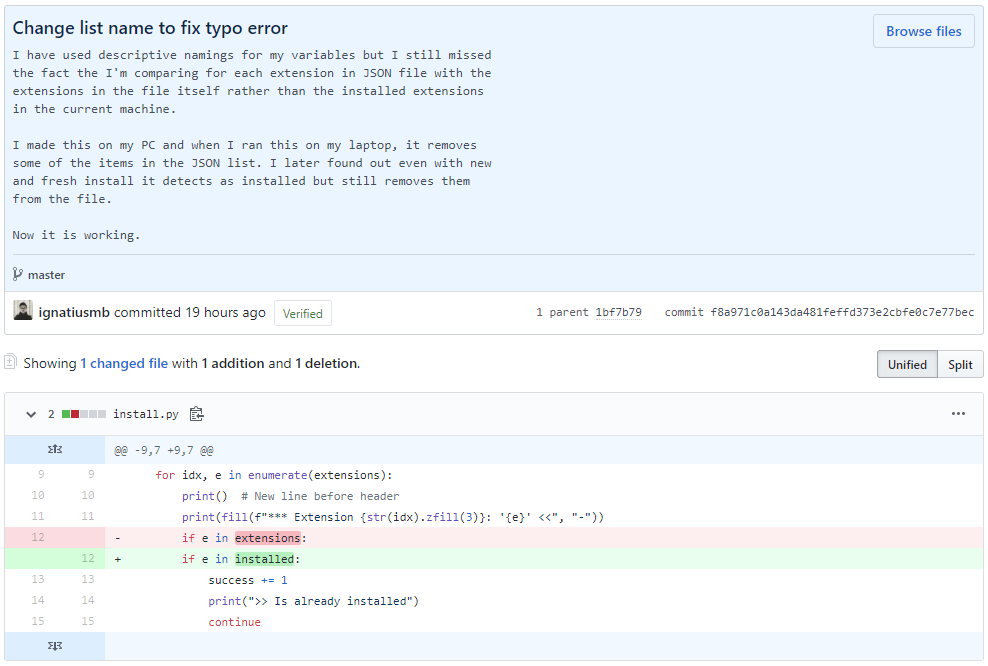 Change list name to fix typo error
Browse files
I have used descriptive namings for my variables but I still missed
the fact the I'm comparing for each extension in JSON file with the
extensions in the file itself rather than the installed extensions
in the current machine.
I made this on my PC and when I ran this on my laptop, it removes
some of the items in the JSON list. I later found out even with new
and fresh install it detects as installed but still removes them
from the file.
Now it is working.
master
ignatiusmb committed 19 hours ago Verified 1 parent 1bf7b79 commit f8a971c0a143da481feffd373e2cbfe0c7e77bec
Showing 1 changed file with 1 addition and 1 deletion. Unified Split
2 install.py
@@ -9,7 +9,7 @@
9 9 for idx, e in enumerate(extensions):
10 10 print() # New line before header
11 11 print(fill(f"*** Extension {str(idx).zfill(3)}: '{e}' <<", "-"))
12 - if e in extensions:
12 + if e in installed:
13 13 success += 1
14 14 print(">> Is already installed")
15 15 continue